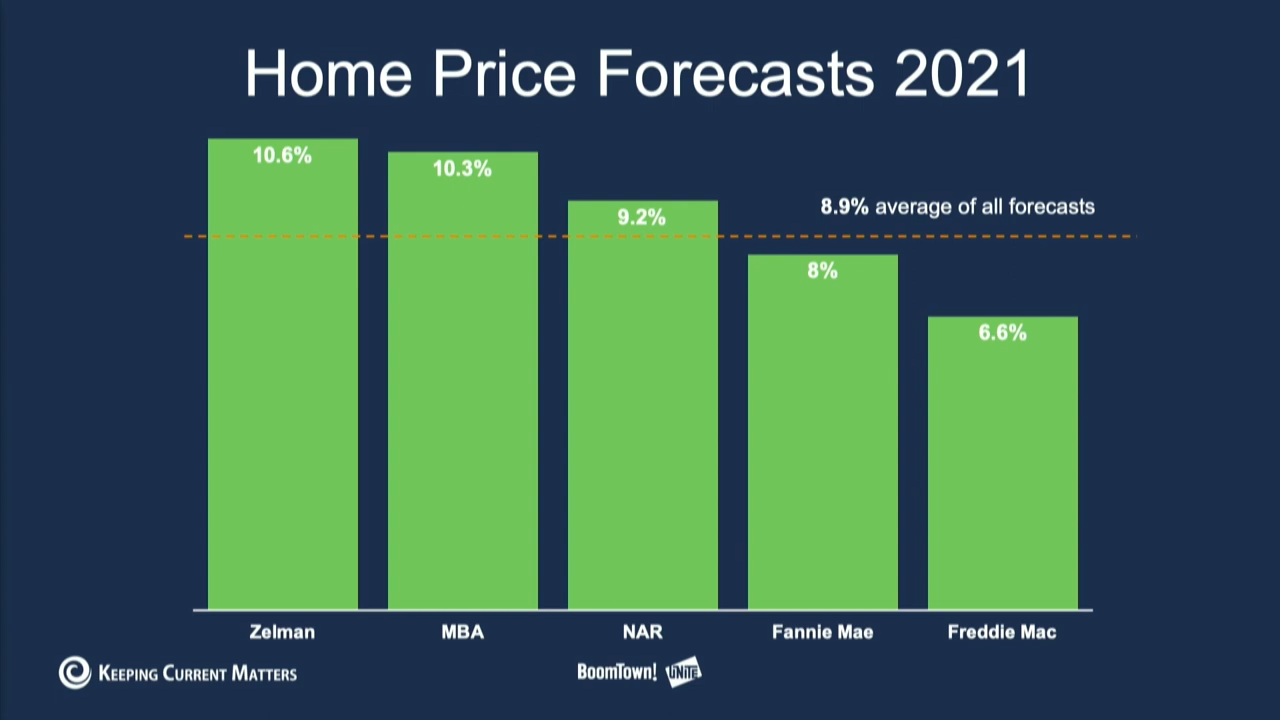 Home Price Forecasts 2021
10.6%
10.3%
9.2%
8.9% average of all forecasts
8%
6.6%
Zelman
MBA
NAR
Fannie Mae
Freddie Mac
KEEPING CURRENT MATTERS
BoomTown! UNITE